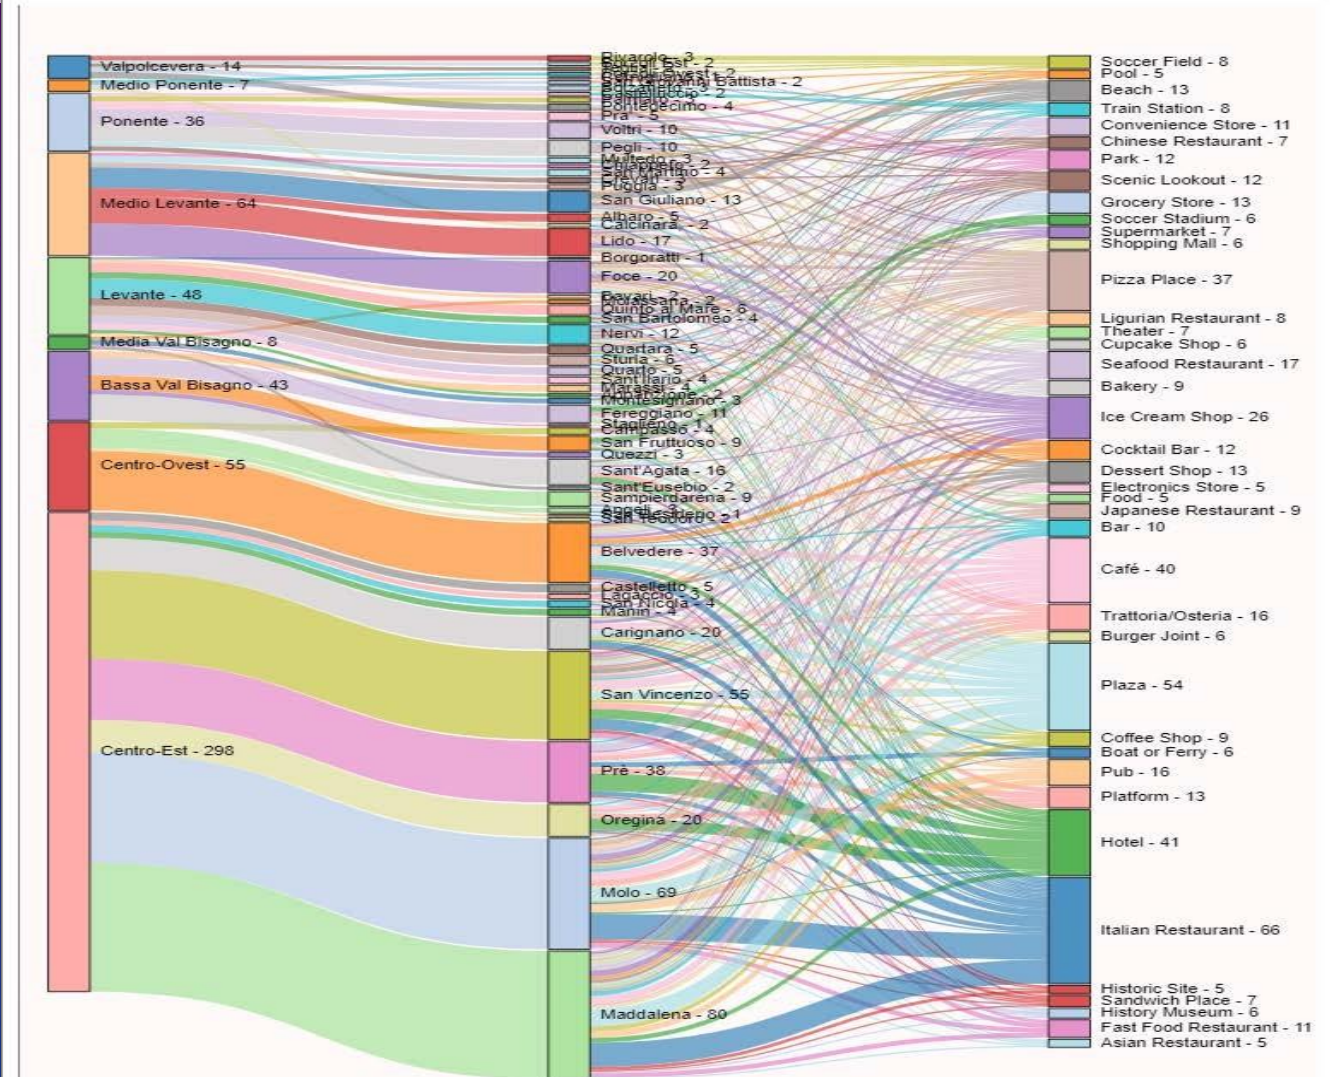 Valpolcevera - 14
Medio Ponente - 7
Ponente - 36
Medio Levante - 64
Levante - 48
Media Val Bisagno - 8
Bassa Val Bisagno - 43
Centro-Ovest - 55
Centro-Est - 298
Rivarolo - 3
Battista - 2
Pontedecimo - 4
Pra' - 5
Voltri - 10
Pegli - 10
Multedo - 3
San Martino - 4
Puggia - 3
San Giuliano - 13
Albaro - 5
Calcinara - 2
Lido - 17
Borgoratti - 1
Foce - 20
Quinto al Mare - 6
San Bartolomeo - 4
Nervi - 12
Quartara - 5
Sturla - 6
Quarto - 5
Sant'Ilario - 4
Marassi - 4
Montesignano - 3
Fereggiano - 11
Campasso - 4
San Fruttuoso - 9
Quezzi - 3
Sant'Agata - 16
Sant'Eusebio - 2
Sampierdarena - 9
San Teodoro - 2
Belvedere - 37
Castelletto - 5
Lagaccio - 3
San Nicola - 4
Manin - 4
Carignano - 20
San Vincenzo - 55
Prè - 38
Oregina - 20
Molo - 69
Maddalena - 80
Soccer Field - 8
Pool - 5
Beach - 13
Train Station - 8
Convenience Store - 11
Chinese Restaurant - 7
Park - 12
Scenic Lookout - 12
Grocery Store - 13
Soccer Stadium - 6
Supermarket - 7
Shopping Mall - 6
Pizza Place - 37
Ligurian Restaurant - 8
Theater - 7
Cupcake Shop - 6
Seafood Restaurant - 17
Bakery - 9
Ice Cream Shop - 26
Cocktail Bar - 12
Dessert Shop - 13
Electronics Store - 5
Food - 5
Japanese Restaurant - 9
Bar - 10
Café - 40
Trattoria/Osteria - 16
Burger Joint - 6
Plaza - 54
Coffee Shop - 9
Boat or Ferry - 6
Pub - 16
Platform - 13
Hotel - 41
Italian Restaurant - 66
Historic Site - 5
Sandwich Place - 7
History Museum - 6
Fast Food Restaurant - 11
Asian Restaurant - 5